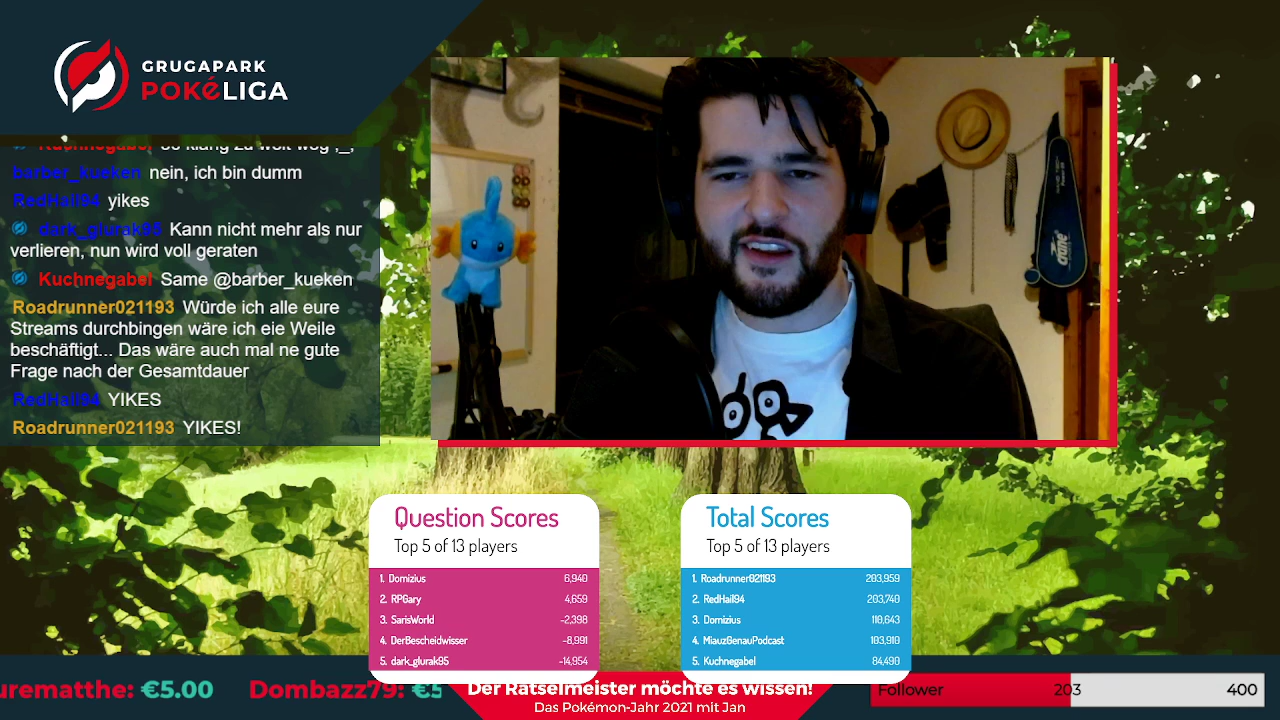 GRUGAPARK
POKéLIGA
barber_kueken nein, ich bin dumm
RedHail94 yikes
dark_glurak95 Kann nicht mehr als nur
verlieren, nun wird voll geraten
Kuchnegabel Same @barber_kueken
Roadrunner021193 Würde ich alle eure
Streams durchbingen wäre ich eie Weile
beschäftigt... Das wäre auch mal ne gute
Frage nach der Gesamtdauer
RedHail94 YIKES
Roadrunner021193 YIKES!
crane
Question Scores
Top 5 of 13 players
1. Domizius 6,940
2. RPGary 4,659
3. SarisWorld -2,398
4. DerBescheidwisser -8,991
5. dark_glurak95 -14,954
Total Scores
Top 5 of 13 players
1. Roadrunner021193 203,959
2. RedHail94 203,740
3. Domizius 110,643
4. MiauzGenauPodcast 103,910
5. Kuchnegabel 84,490
urematthe: €5.00 Dombazz79: €5
Der Rätselmeister möchte es wissen!
Das Pokémon-Jahr 2021 mit Jan
Follower 203 400